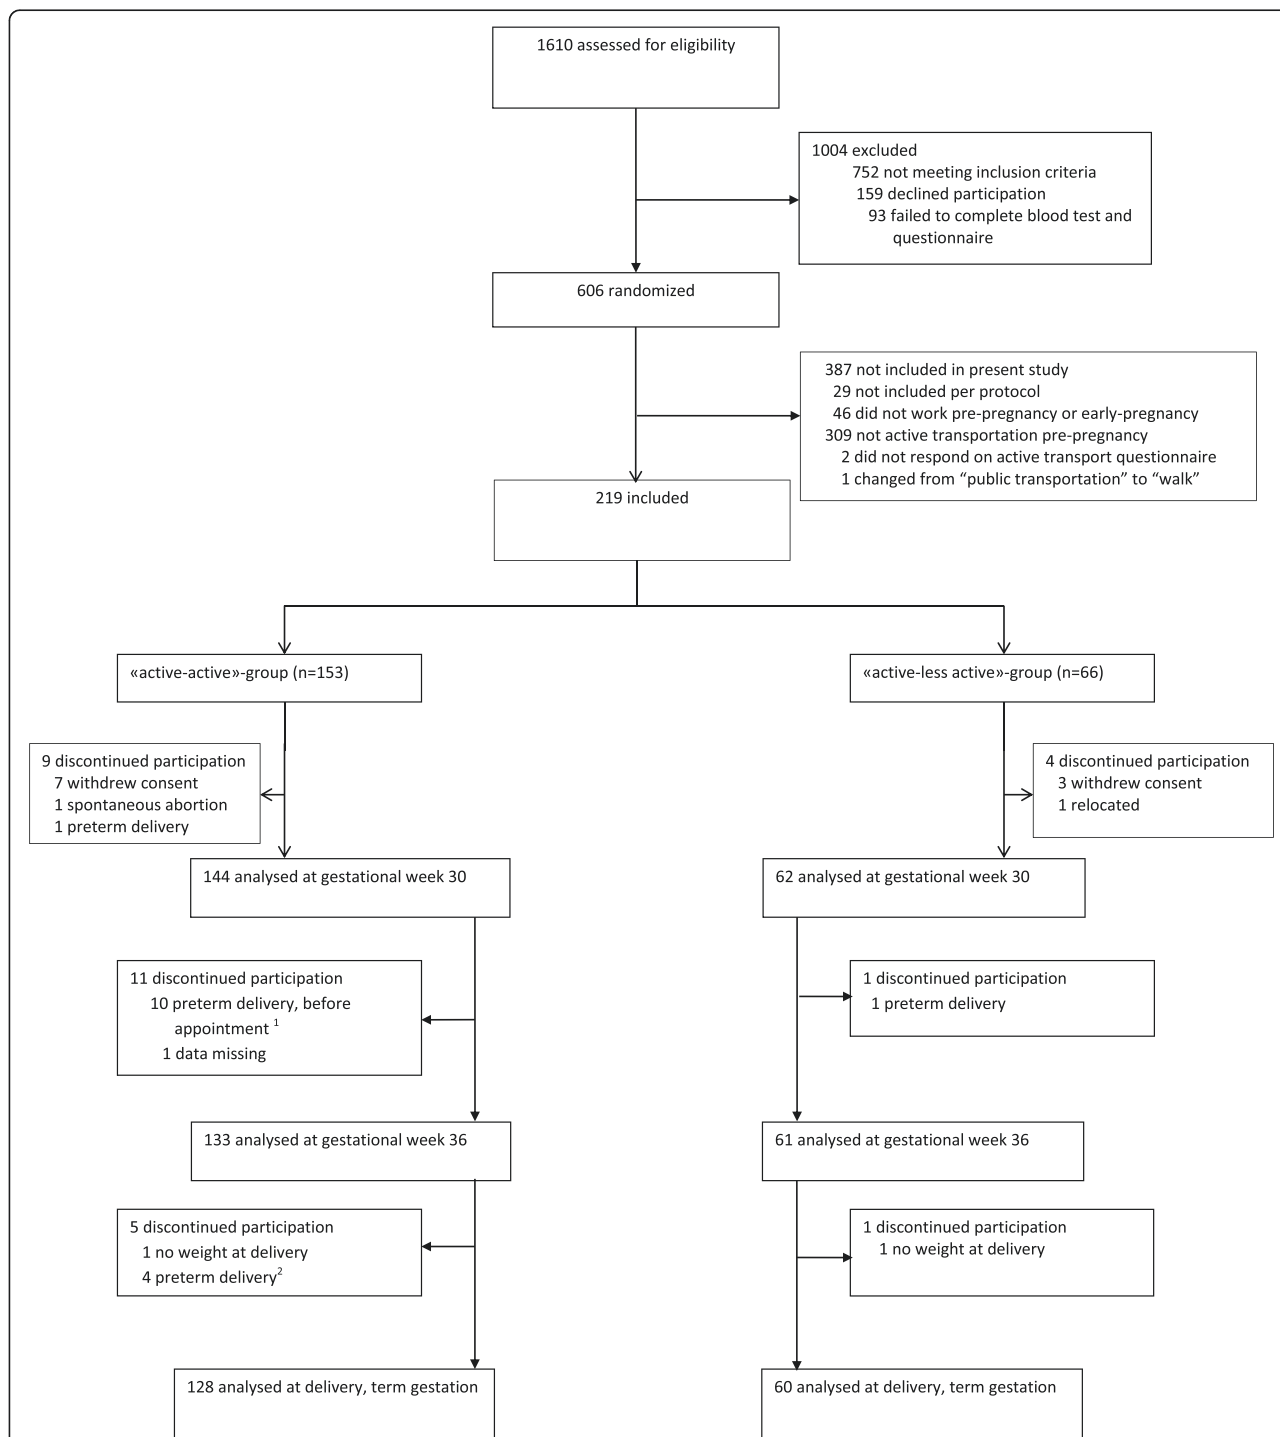 1610 assessed for eligibility
1004 excluded
752 not meeting inclusion criteria
159 declined participation
93 failed to complete blood test and
questionnaire
606 randomized
387 not included in present study
29 not included per protocol
46 did not work pre-pregnancy or early-pregnancy
309 not active transportation pre-pregnancy
2 did not respond on active transport questionnaire
1 changed from “public transportation” to “walk”
219 included
«active-active»-group (n=153)
«active-less active»-group (n=66)
9 discontinued participation
7 withdrew consent
1 spontaneous abortion
1 preterm delivery
4 discontinued participation
3 withdrew consent
1 relocated
144 analysed at gestational week 30
62 analysed at gestational week 30
11 discontinued participation
10 preterm delivery, before
appointment 1
1 data missing
1 discontinued participation
1 preterm delivery
133 analysed at gestational week 36
61 analysed at gestational week 36
5 discontinued participation
1 no weight at delivery
4 preterm delivery2
1 discontinued participation
1 no weight at delivery
128 analysed at delivery, term gestation
60 analysed at delivery, term gestation